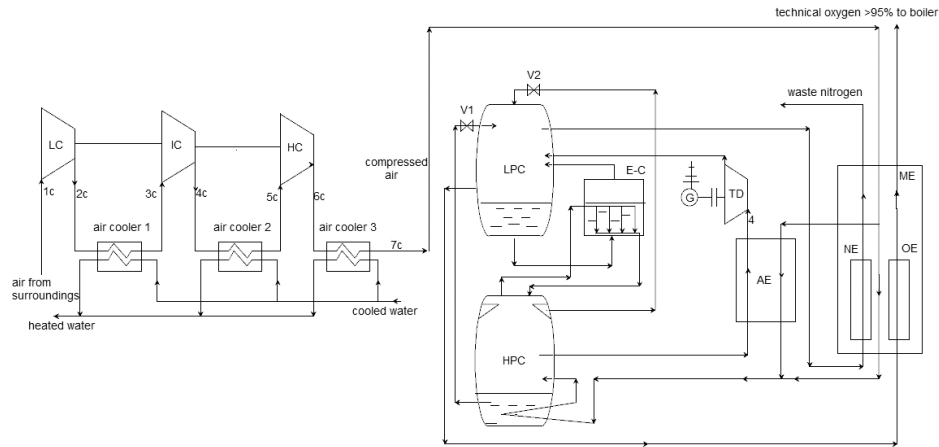 technical oxygen >95% to boiler
V2
waste nitrogen
V1
LC
IC
HC
compressed
air
LPC
E-C
G
TD
ME
1c
2c
3c
4c
5c
6c
4
air cooler 1
air cooler 2
air cooler 3
7c
NE
OE
AE
air from
surroundings
cooled water
heated water
HPC